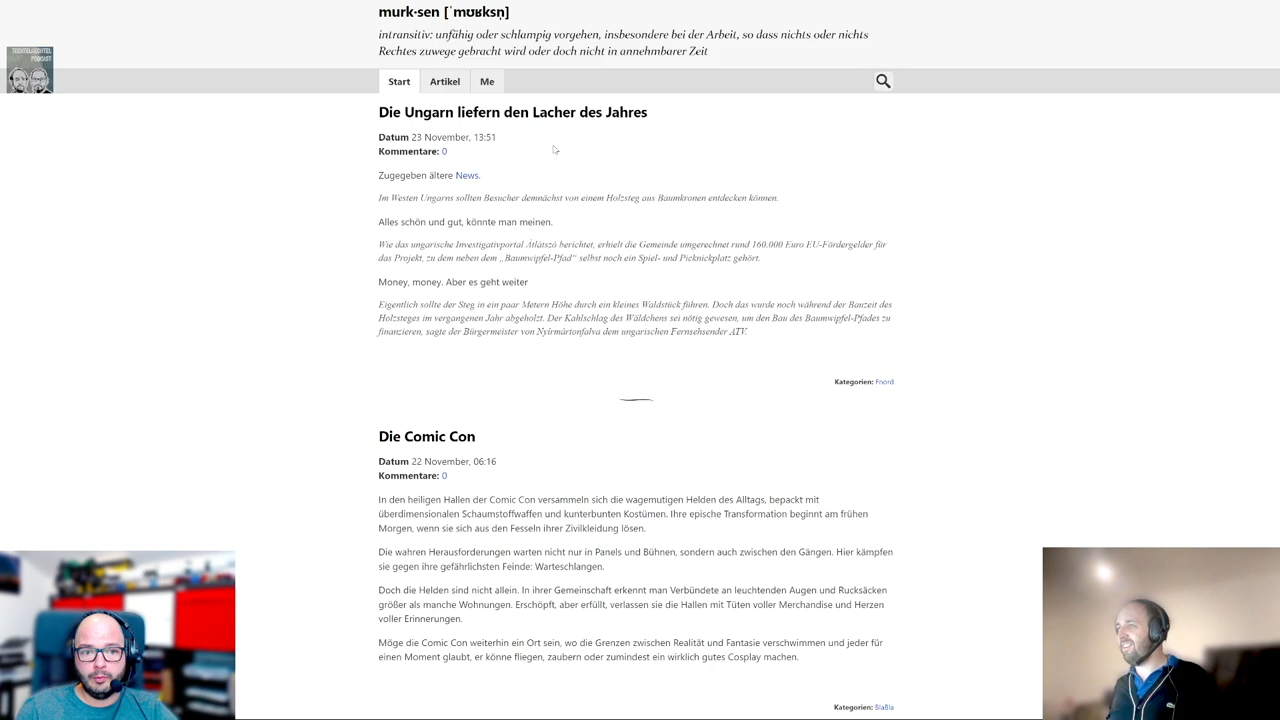 murk·sen [ˈmʊʁksn̩]
intransitiv: unfähig oder schlampig vorgehen, insbesondere bei der Arbeit, so dass nichts oder nichts
Rechtes zuwege gebracht wird oder doch nicht in annehmbarer Zeit
PODCAST
Start Artikel Me
Die Ungarn liefern den Lacher des Jahres
Datum 23 November, 13:51
Kommentare: 0
Zugegeben ältere News.
Im Westen Ungarns sollten Besucher demnächst von einem Holzsteg aus Baumkronen entdecken können.
Alles schön und gut, könnte man meinen.
Wie das ungarische Investigativportal Átlátszó berichtet, erhielt die Gemeinde umgerechnet rund 160.000 Euro EU-Fördergelder für
das Projekt, zu dem neben dem „Baumwipfel-Pfad“ selbst noch ein Spiel- und Picknickplatz gehört.
Money, money. Aber es geht weiter
Eigentlich sollte der Steg in ein paar Metern Höhe durch ein kleines Waldstück führen. Doch das wurde noch während der Bauzeit des
Holzsteges im vergangenen Jahr abgeholzt. Der Kahlschlag des Wäldchens sei nötig gewesen, um den Bau des Baumwipfel-Pfades zu
finanzieren, sagte der Bürgermeister von Nyírmártonfalva dem ungarischen Fernsehsender ATV.
Kategorien: Fnord
Die Comic Con
Datum 22 November, 06:16
Kommentare: 0
In den heiligen Hallen der Comic Con versammeln sich die wagemutigen Helden des Alltags, bepackt mit
überdimensionalen Schaumstoffwaffen und kunterbunten Kostümen. Ihre epische Transformation beginnt am frühen
Morgen, wenn sie sich aus den Fesseln ihrer Zivilkleidung lösen.
Die wahren Herausforderungen warten nicht nur in Panels und Bühnen, sondern auch zwischen den Gängen. Hier kämpfen
sie gegen ihre gefährlichsten Feinde: Warteschlangen.
Doch die Helden sind nicht allein. In ihrer Gemeinschaft erkennt man Verbündete an leuchtenden Augen und Rucksäcken
größer als manche Wohnungen. Erschöpft, aber erfüllt, verlassen sie die Hallen mit Tüten voller Merchandise und Herzen
voller Erinnerungen.
Möge die Comic Con weiterhin ein Ort sein, wo die Grenzen zwischen Realität und Fantasie verschwimmen und jeder für
einen Moment glaubt, er könne fliegen, zaubern oder zumindest ein wirklich gutes Cosplay machen.
Kategorien: BlaBla